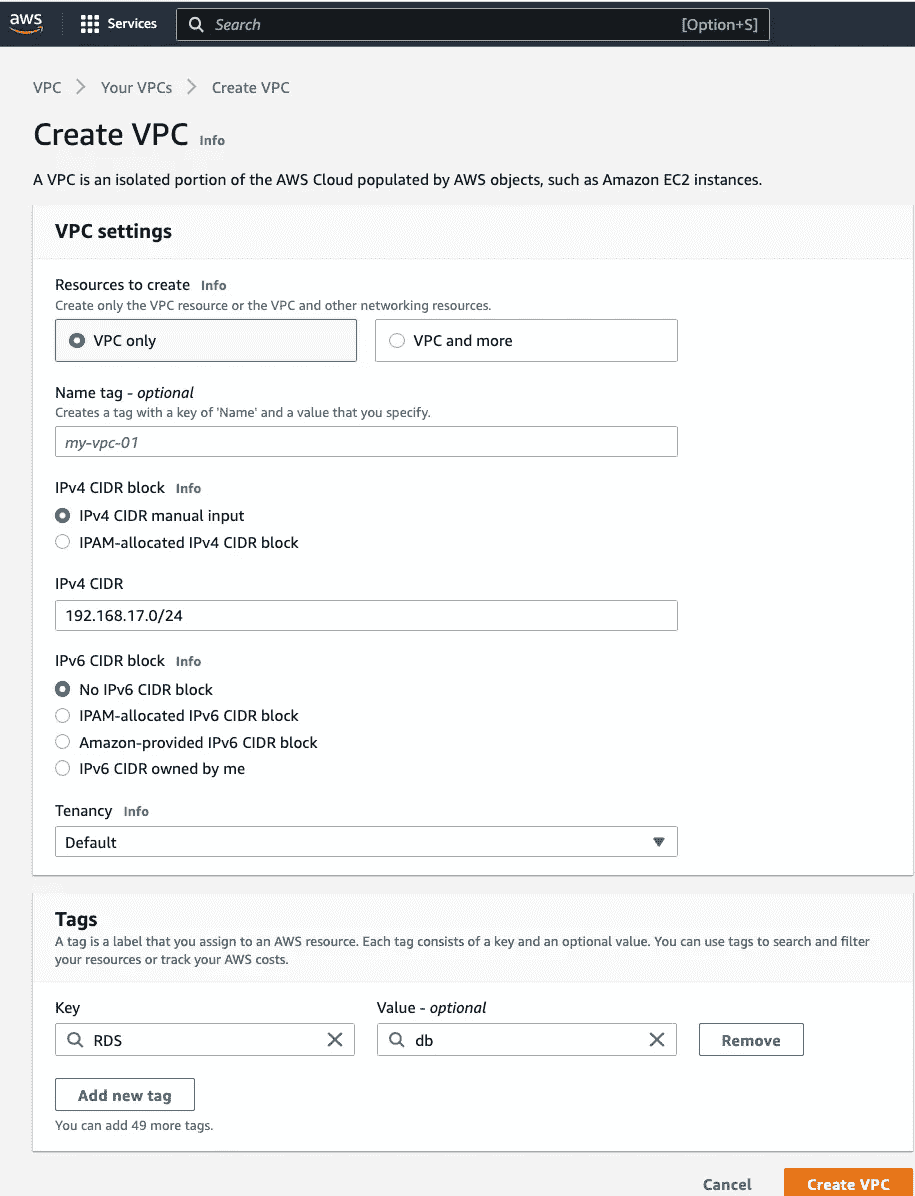 aws Services Search [Option+S]
VPC > Your VPCs > Create VPC
Create VPC Info
A VPC is an isolated portion of the AWS Cloud populated by AWS objects, such as Amazon EC2 instances.
VPC settings
Resources to create Info
Create only the VPC resource or the VPC and other networking resources.
VPC only VPC and more
Name tag - optional
Creates a tag with a key of 'Name' and a value that you specify.
my-vpc-01
IPv4 CIDR block Info
IPv4 CIDR manual input
IPAM-allocated IPv4 CIDR block
IPv4 CIDR
192.168.17.0/24
IPv6 CIDR block Info
No IPv6 CIDR block
IPAM-allocated IPv6 CIDR block
Amazon-provided IPv6 CIDR block
IPv6 CIDR owned by me
Tenancy Info
Default
Tags
A tag is a label that you assign to an AWS resource. Each tag consists of a key and an optional value. You can use tags to search and filter
your resources or track your AWS costs.
Key Value - optional
RDS db Remove
Add new tag
You can add 49 more tags.
Cancel Create VPC